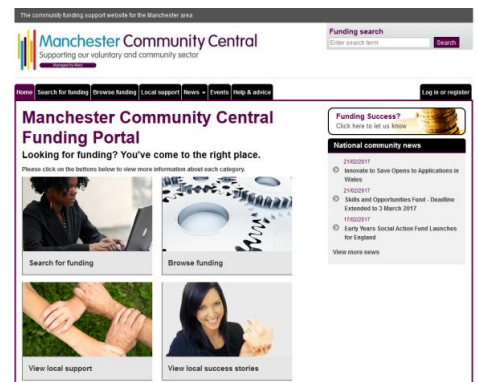 The community funding support website for the Manchester area
Manchester Community Central
Supporting our voluntary and community sector
Managed by Macc
Funding search
Enter search term
Search
Home
Search for funding
Browse funding
Local support
News
Events
Help & advice
Log in or register
Manchester Community Central
Funding Portal
Looking for funding? You've come to the right place.
Please click on the buttons below to view more information about each category.
Search for funding
Browse funding
View local support
View local success stories
Funding Success?
Click here to let us know
National community news
21/02/2017
Innovate to Save Opens to Applications in
Wales
21/02/2017
Skills and Opportunities Fund - Deadline
Extended to 3 March 2017
17/02/2017
Early Years Social Action Fund Launches
for England
View more news